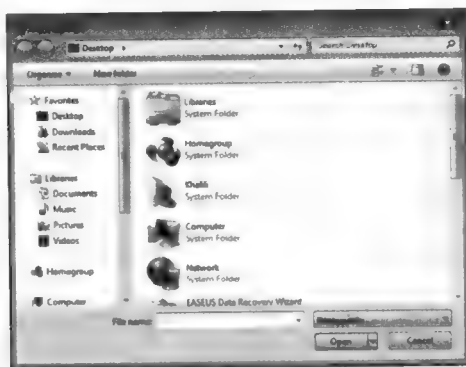 Desktop
Search Desktop
Organize
New folder
Favorites
Desktop
Downloads
Recent Places
Libraries
Documents
Music
Pictures
Videos
Homegroup
Computer
Libraries
System Folder
Homegroup
System Folder
Khalil
System Folder
Computer
System Folder
Network
System Folder
EASEUS Data Recovery Wizard
File name:
Open
Cancel